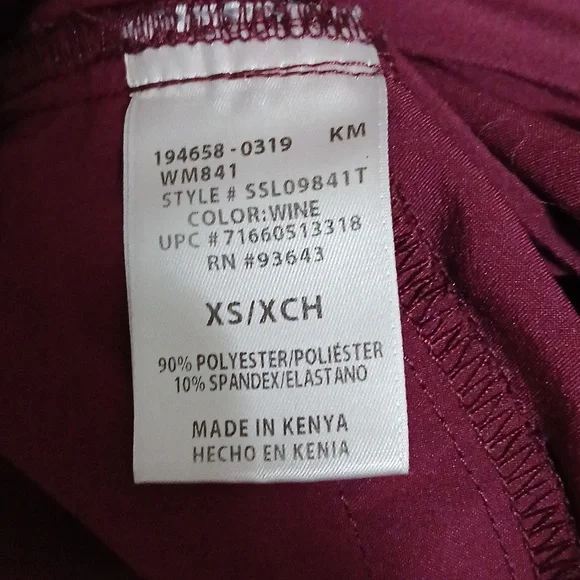 194658-0319 KM
WM841
STYLE # SSL09841T
COLOR:WINE
UPC #71660513318
RN #93643
XS/XCH
90% POLYESTER/POLIÉSTER
10% SPANDEX/ELASTANO
MADE IN KENYA
HECHO EN KENIA